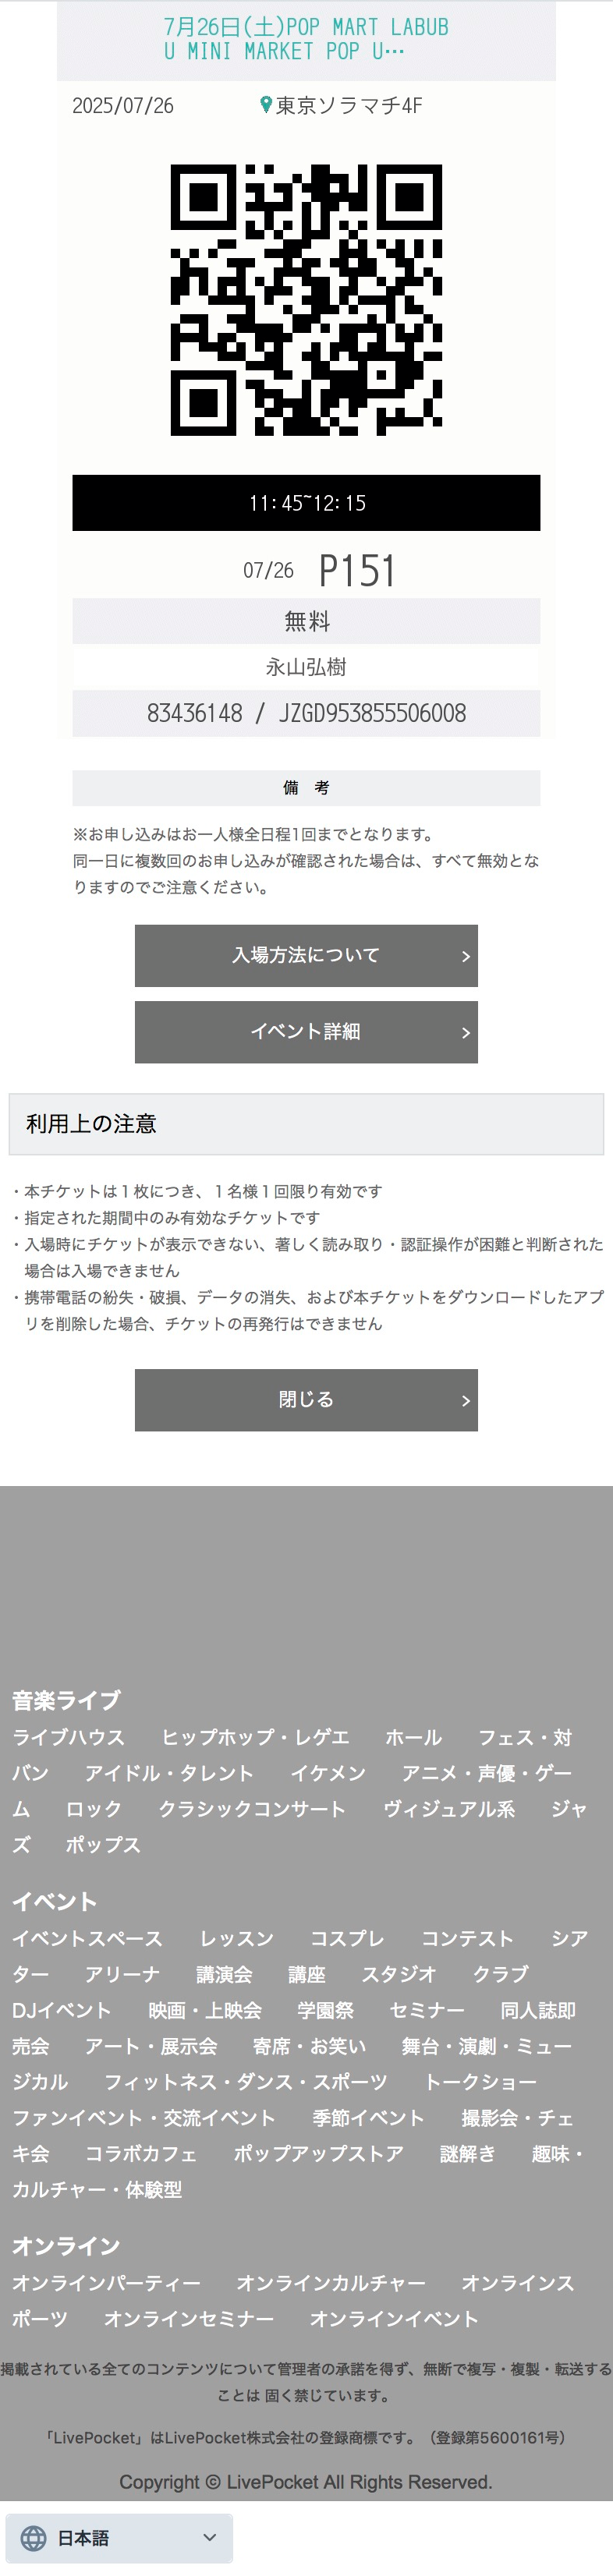 7月26日(土)POP MART LABUB
U MINI MARKET POP U…
2025/07/26 東京ソラマチ4F
11:45~12:15
07/26 P151
無料
永山弘樹
83436148 / JZGD953855506008
備 考
※お申し込みはお一人様全日程1回までとなります。
同一日に複数回のお申し込みが確認された場合は、すべて無効とな
りますのでご注意ください。
入場方法について
イベント詳細
利用上の注意
・本チケットは１枚につき、１名様１回限り有効です
・指定された期間中のみ有効なチケットです
・入場時にチケットが表示できない、著しく読み取り・認証操作が困難と判断された
場合は入場できません
・携帯電話の紛失・破損、データの消失、および本チケットをダウンロードしたアプ
リを削除した場合、チケットの再発行はできません
閉じる
音楽ライブ
ライブハウス ヒップホップ・レゲエ ホール フェス・対
バン アイドル・タレント イケメン アニメ・声優・ゲー
ム ロック クラシックコンサート ヴィジュアル系 ジャ
ズ ポップス
イベント
イベントスペース レッスン コスプレ コンテスト シア
ター アリーナ 講演会 講座 スタジオ クラブ
DJイベント 映画・上映会 学園祭 セミナー 同人誌即
売会 アート・展示会 寄席・お笑い 舞台・演劇・ミュー
ジカル フィットネス・ダンス・スポーツ トークショー
ファンイベント・交流イベント 季節イベント 撮影会・チェ
キ会 コラボカフェ ポップアップストア 謎解き 趣味・
カルチャー・体験型
オンライン
オンラインパーティー オンラインカルチャー オンラインス
ポーツ オンラインセミナー オンラインイベント
掲載されている全てのコンテンツについて管理者の承諾を得ず、無断で複写・複製・転送する
ことは 固く禁じています。
「LivePocket」はLivePocket株式会社の登録商標です。（登録第5600161号）
Copyright © LivePocket All Rights Reserved.
日本語